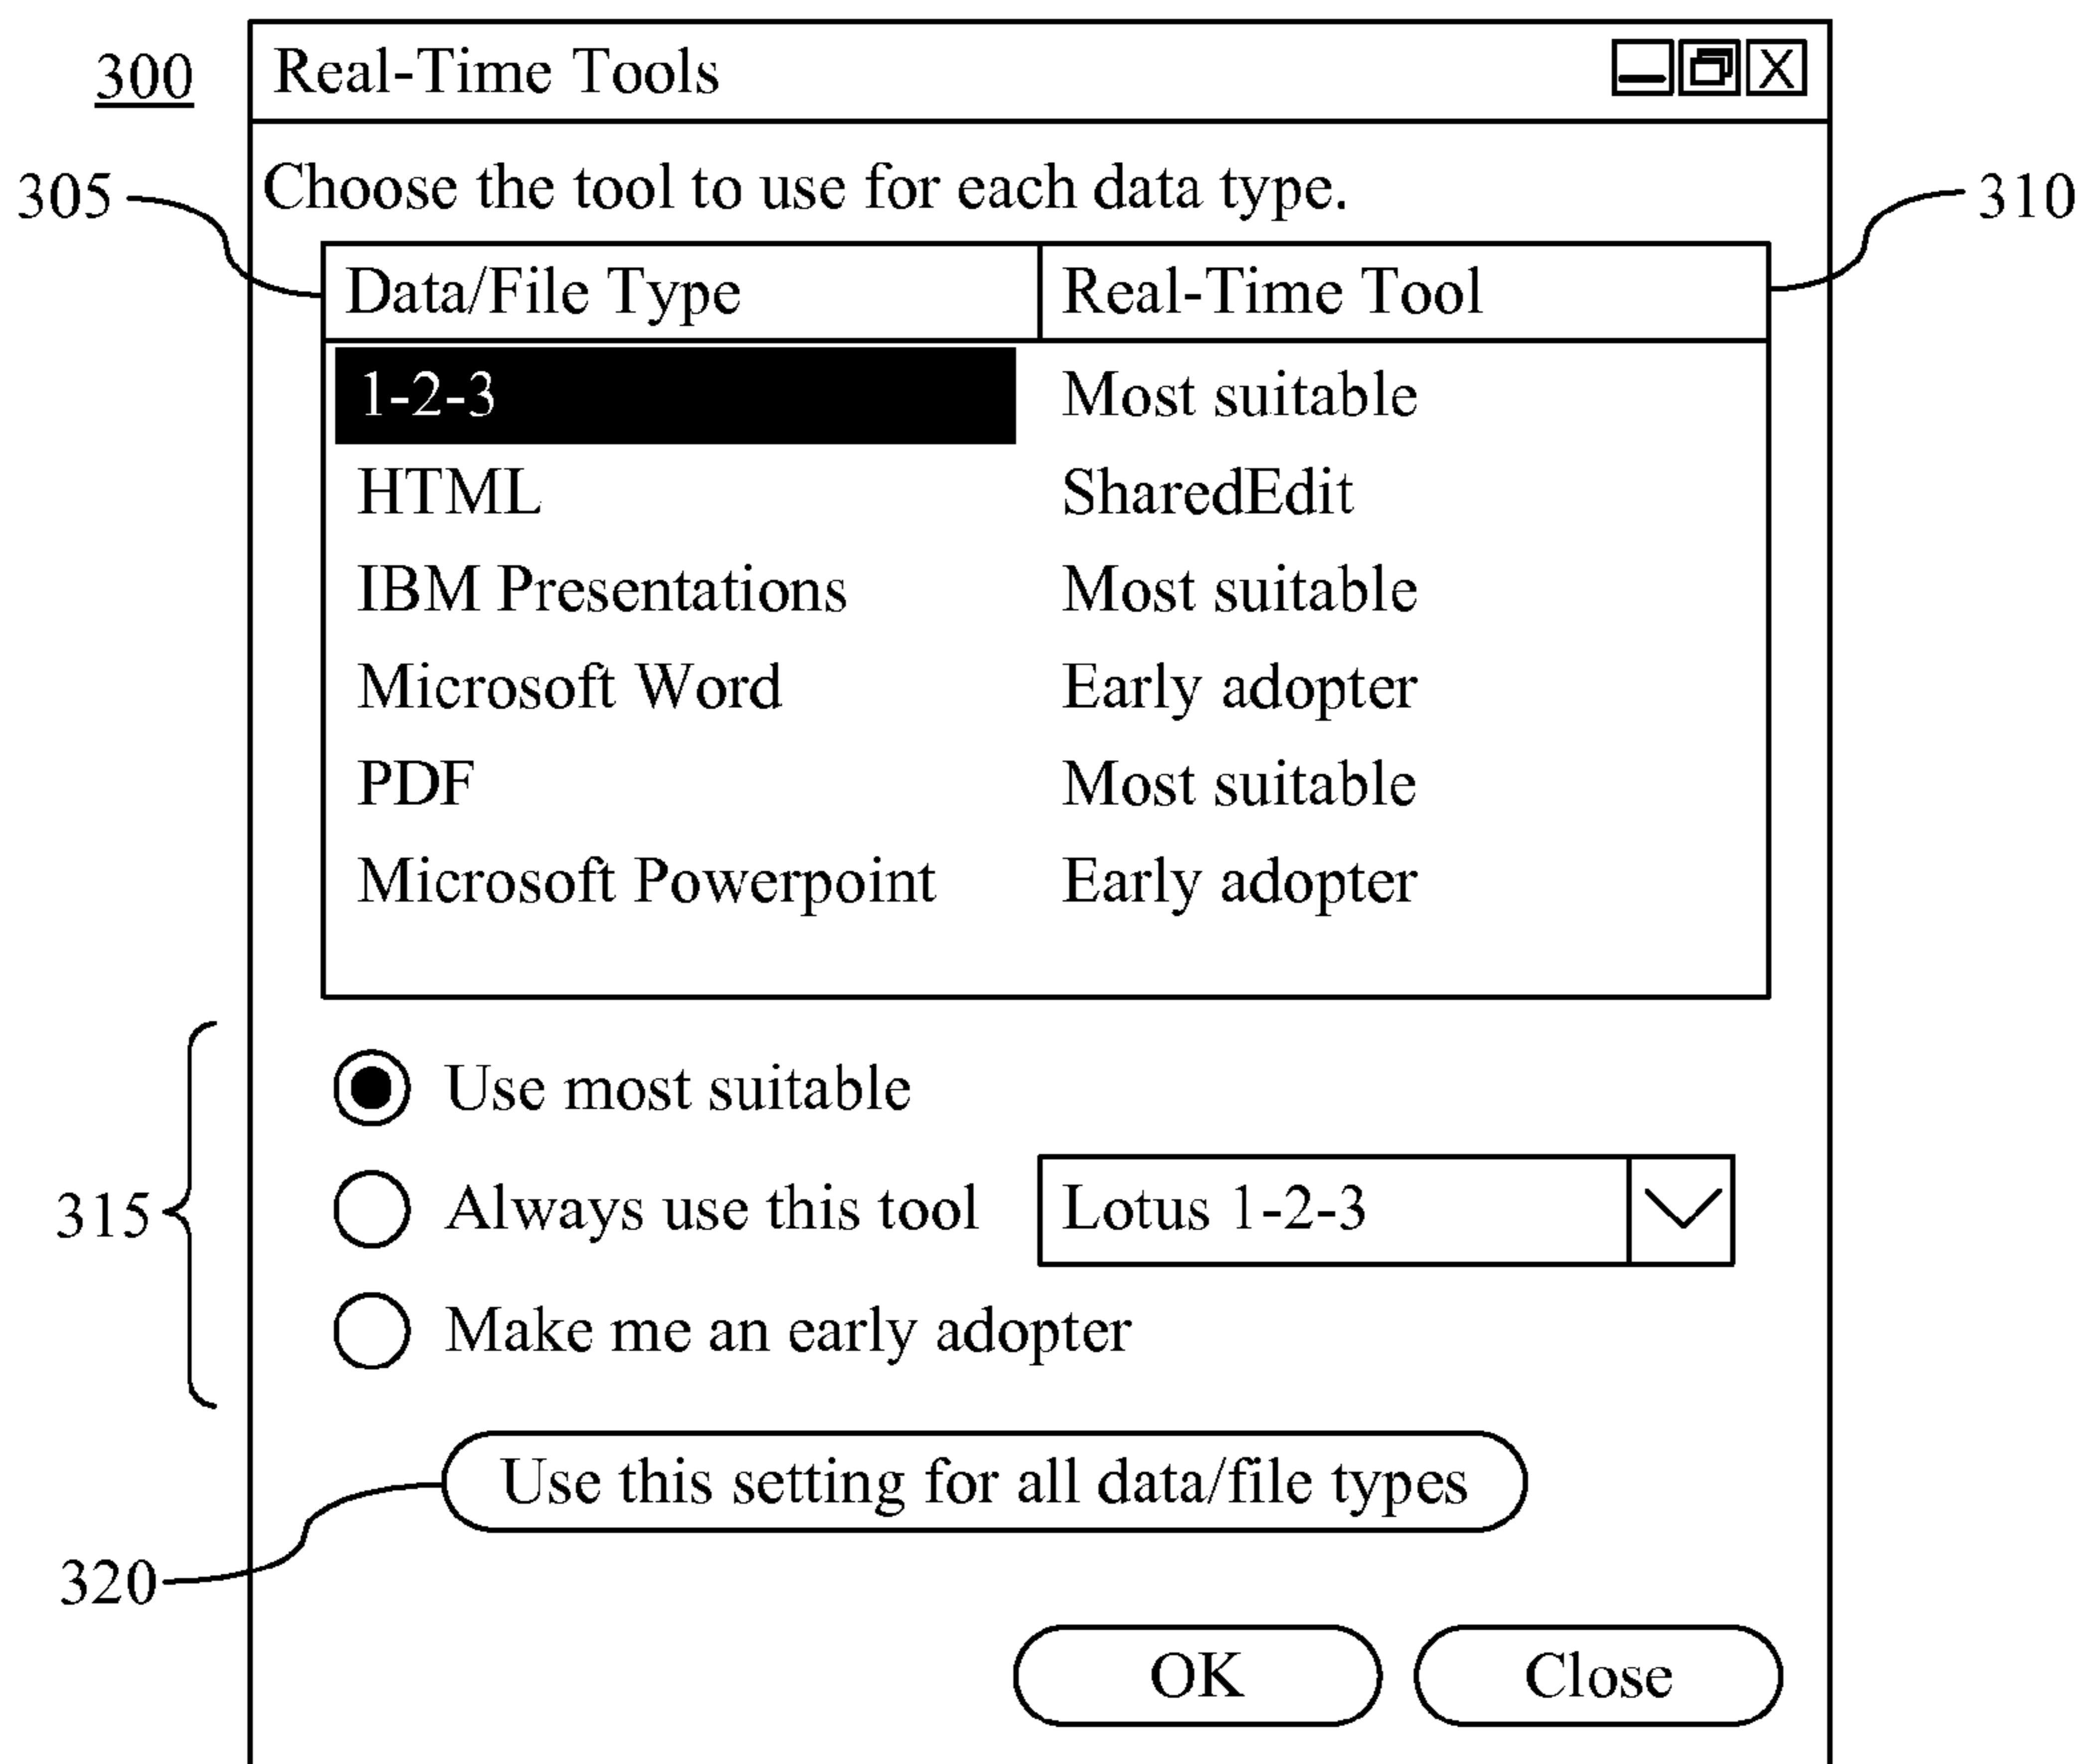 300
Real-Time Tools
305
Choose the tool to use for each data type.
310
Data/File Type Real-Time Tool
1-2-3 Most suitable
HTML SharedEdit
IBM Presentations Most suitable
Microsoft Word Early adopter
PDF Most suitable
Microsoft Powerpoint Early adopter
315
Use most suitable
Always use this tool Lotus 1-2-3
Make me an early adopter
320
Use this setting for all data/file types
OK Close